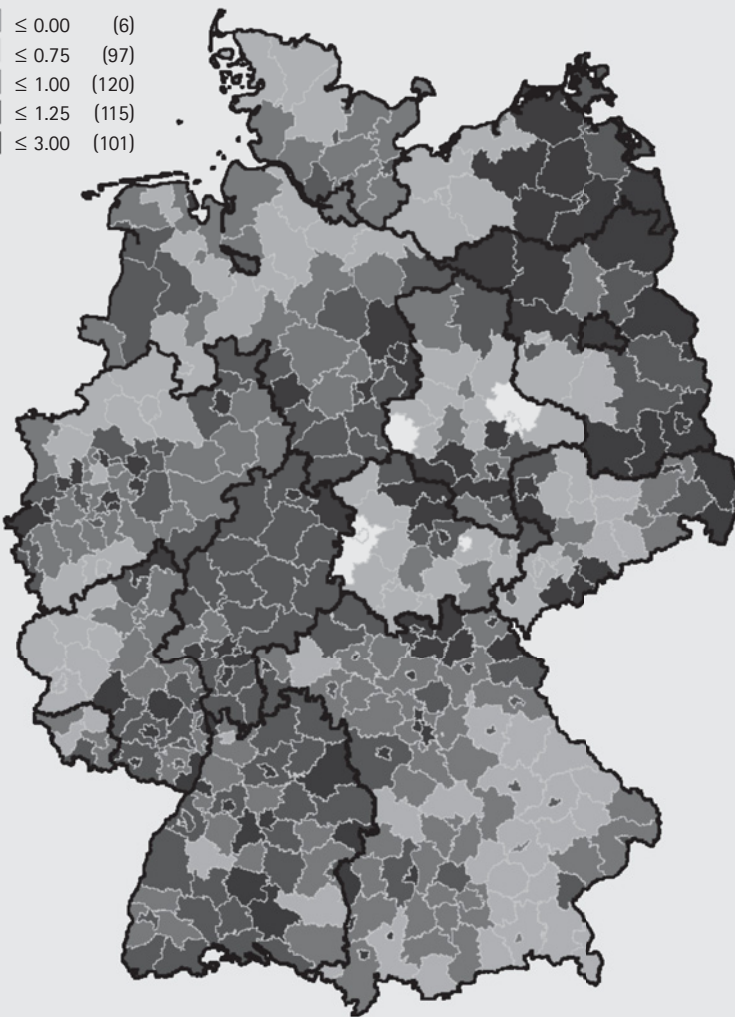 ≤ 0.00 (6)
≤ 0.75 (97)
≤ 1.00 (120)
≤ 1.25 (115)
≤ 3.00 (101)